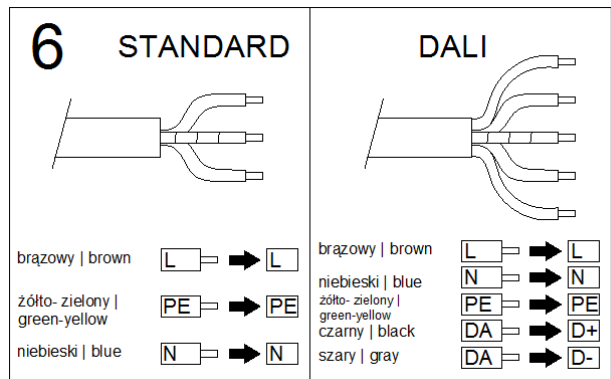 6 STANDARD
brązowy | brown L L
żółto- zielony |
green-yellow PE PE
niebieski | blue N N
DALI
brązowy | brown L L
niebieski | blue N N
żółto- zielony |
green-yellow PE PE
czarny | black DA D+
szary | gray DA D-